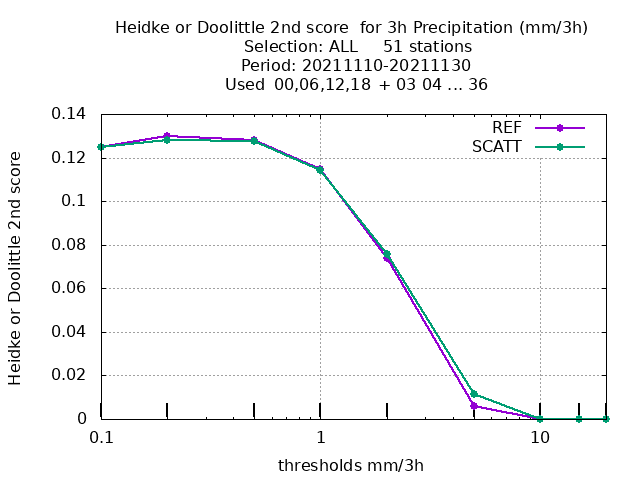 Heidke or Doolittle 2nd score  for 3h Precipitation (mm/3h)
Selection: ALL     51 stations
Period: 20211110-20211130
Used  00,06,12,18  + 03 04 ... 36
REF
SCATT
Heidke or Doolittle 2nd score
0.14
0.12
0.1
0.08
0.06
0.04
0.02
0
0.1
1
10
thresholds mm/3h